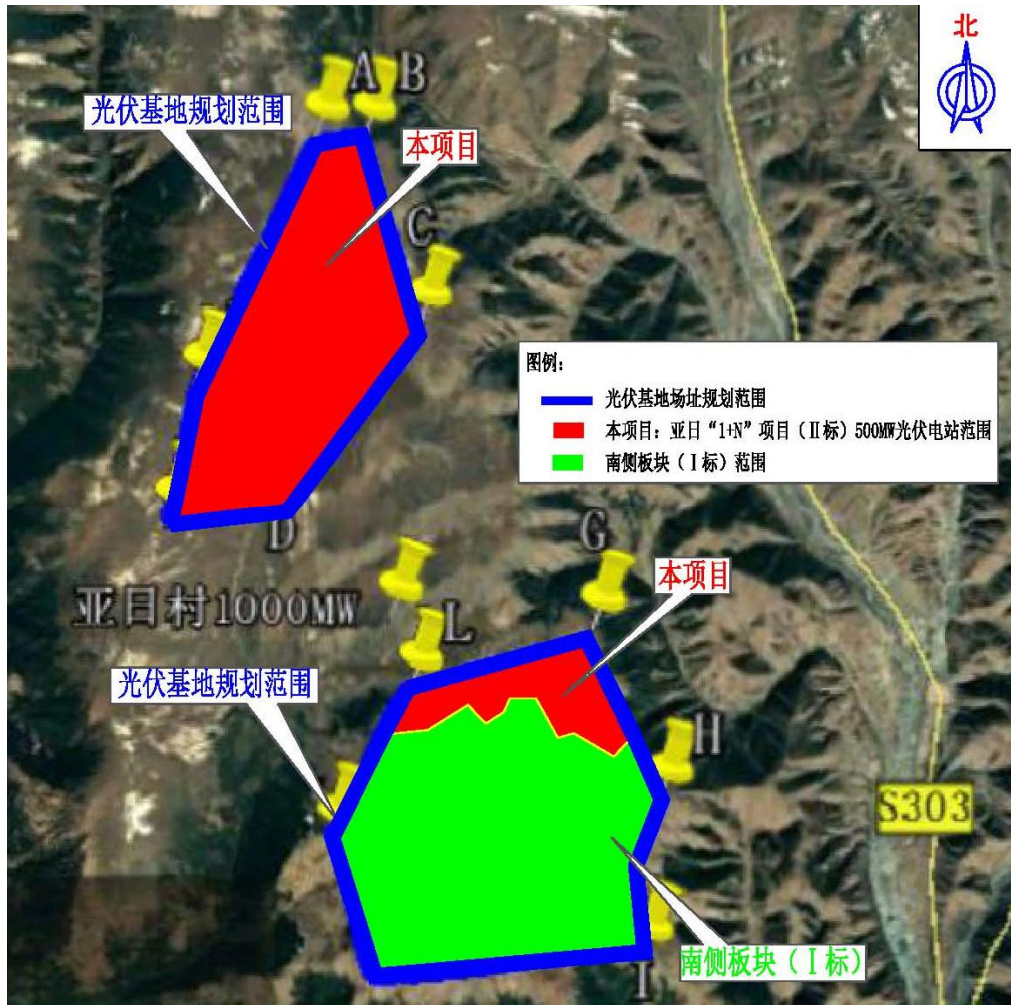 北
A
B
光伏基地规划范围
本项目
C
图例:
光伏基地场址规划范围
本项目:亚日“1+N”项目(Ⅱ标)500MW光伏电站范围
南侧板块(Ⅰ标)范围
D
G
本项目
亚日村1000MW
L
光伏基地规划范围
H
S303
南侧板块(Ⅰ标)
I